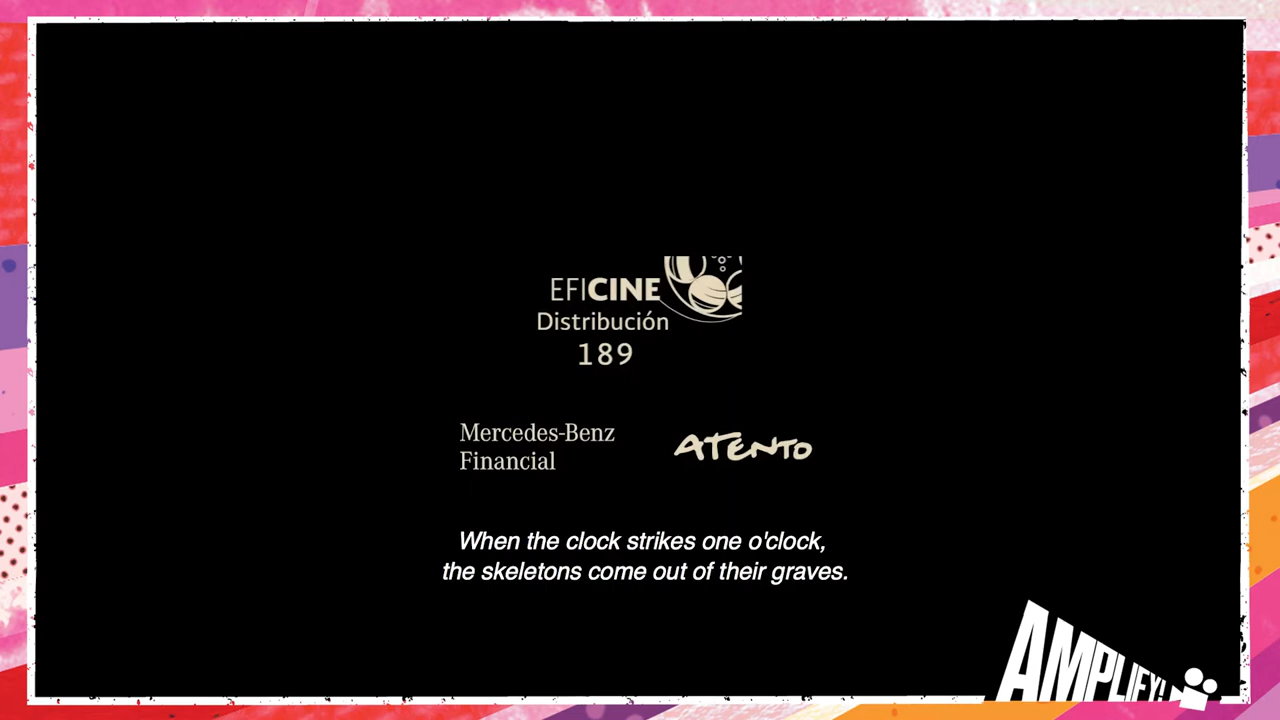 EFICINE
Distribución
189
Mercedes-Benz
Financial
ATENTO
When the clock strikes one o'clock,
the skeletons come out of their graves.
AMPLIFY!